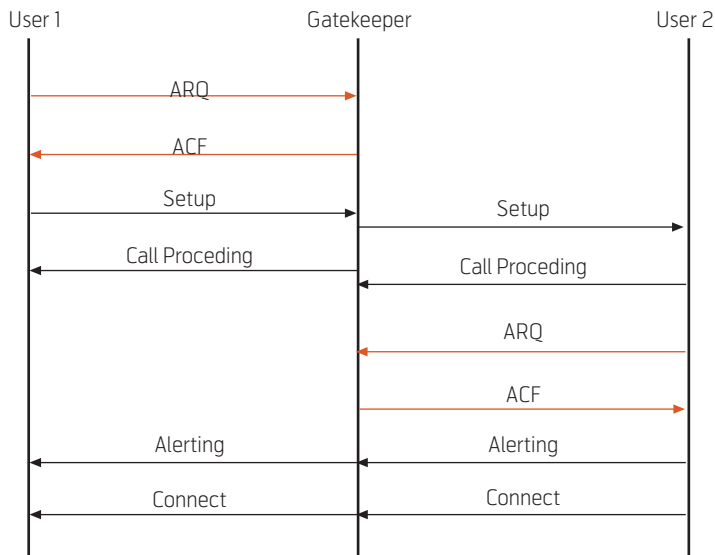 User 1
Gatekeeper
User 2
ARQ
ACF
Setup
Setup
Call Proceding
Call Proceding
ARQ
ACF
Alerting
Alerting
Connect
Connect